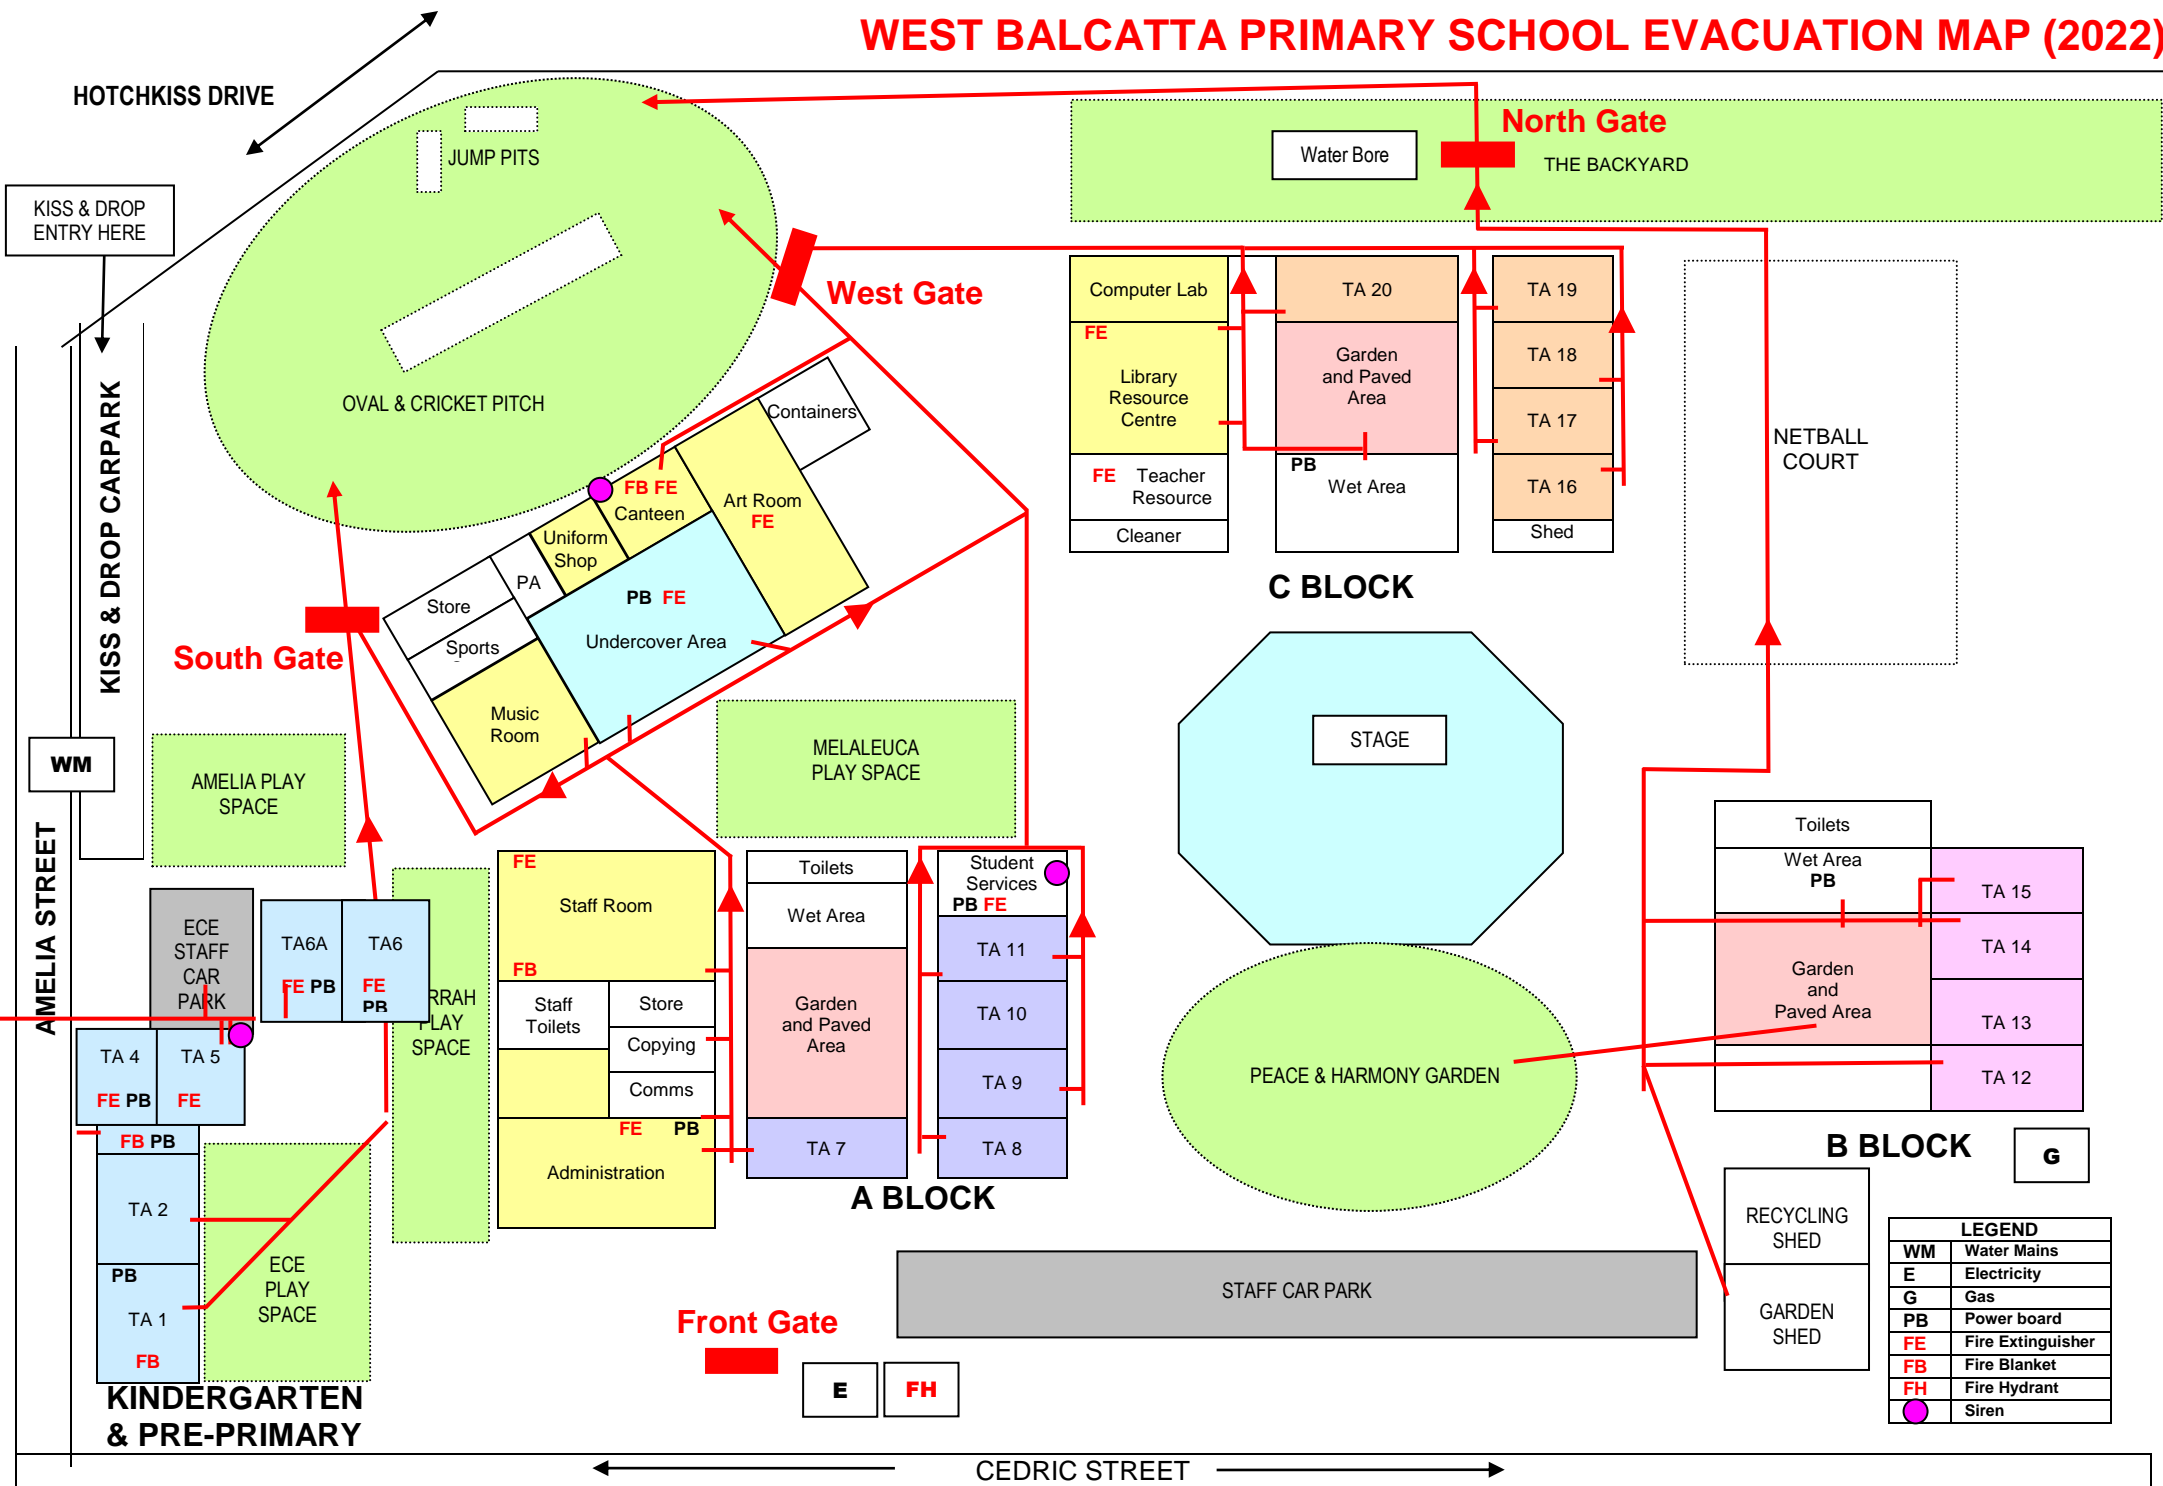 WEST BALCATTA PRIMARY SCHOOL EVACUATION MAP (2022)
HOTCHKISS DRIVE
KISS & DROP
ENTRY HERE
JUMP PITS
OVAL & CRICKET PITCH
North Gate
Water Bore
THE BACKYARD
West Gate
KISS & DROP CARPARK
South Gate
Containers
Art Room
FE
FB FE
Canteen
Uniform
Shop
PA
Store
Sports
PB FE
Undercover Area
Music
Room
Computer Lab
FE
Library
Resource
Centre
FE Teacher
Resource
Cleaner
TA 20
Garden
and Paved
Area
PB
Wet Area
TA 19
TA 18
TA 17
TA 16
Shed
C BLOCK
NETBALL
COURT
STAGE
WM
AMELIA STREET
AMELIA PLAY
SPACE
MELALEUCA
PLAY SPACE
ECE
STAFF
CAR
PARK
TA6A
FE PB
TA6
FE
PB
RRAH
PLAY
SPACE
TA 4
FE PB
TA 5
FE
FB PB
TA 2
PB
TA 1
FB
ECE
PLAY
SPACE
KINDERGARTEN
& PRE-PRIMARY
FE
Staff Room
FB
Staff
Toilets
Store
Copying
Comms
FE PB
Administration
Toilets
Wet Area
Garden
and Paved
Area
TA 7
Student
Services
PB FE
TA 11
TA 10
TA 9
TA 8
A BLOCK
PEACE & HARMONY GARDEN
Toilets
Wet Area
PB
Garden
and
Paved Area
TA 15
TA 14
TA 13
TA 12
B BLOCK
G
RECYCLING
SHED
GARDEN
SHED
STAFF CAR PARK
Front Gate
E
FH
LEGEND
WM Water Mains
E Electricity
G Gas
PB Power board
FE Fire Extinguisher
FB Fire Blanket
FH Fire Hydrant
Siren
CEDRIC STREET